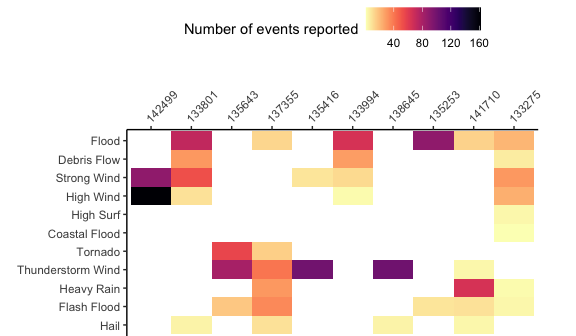 Number of events reported
40 80 120 160
142499 133801 135643 137355 135416 133994 138645 135253 141710 133275
Flood
Debris Flow
Strong Wind
High Wind
High Surf
Coastal Flood
Tornado
Thunderstorm Wind
Heavy Rain
Flash Flood
Hail